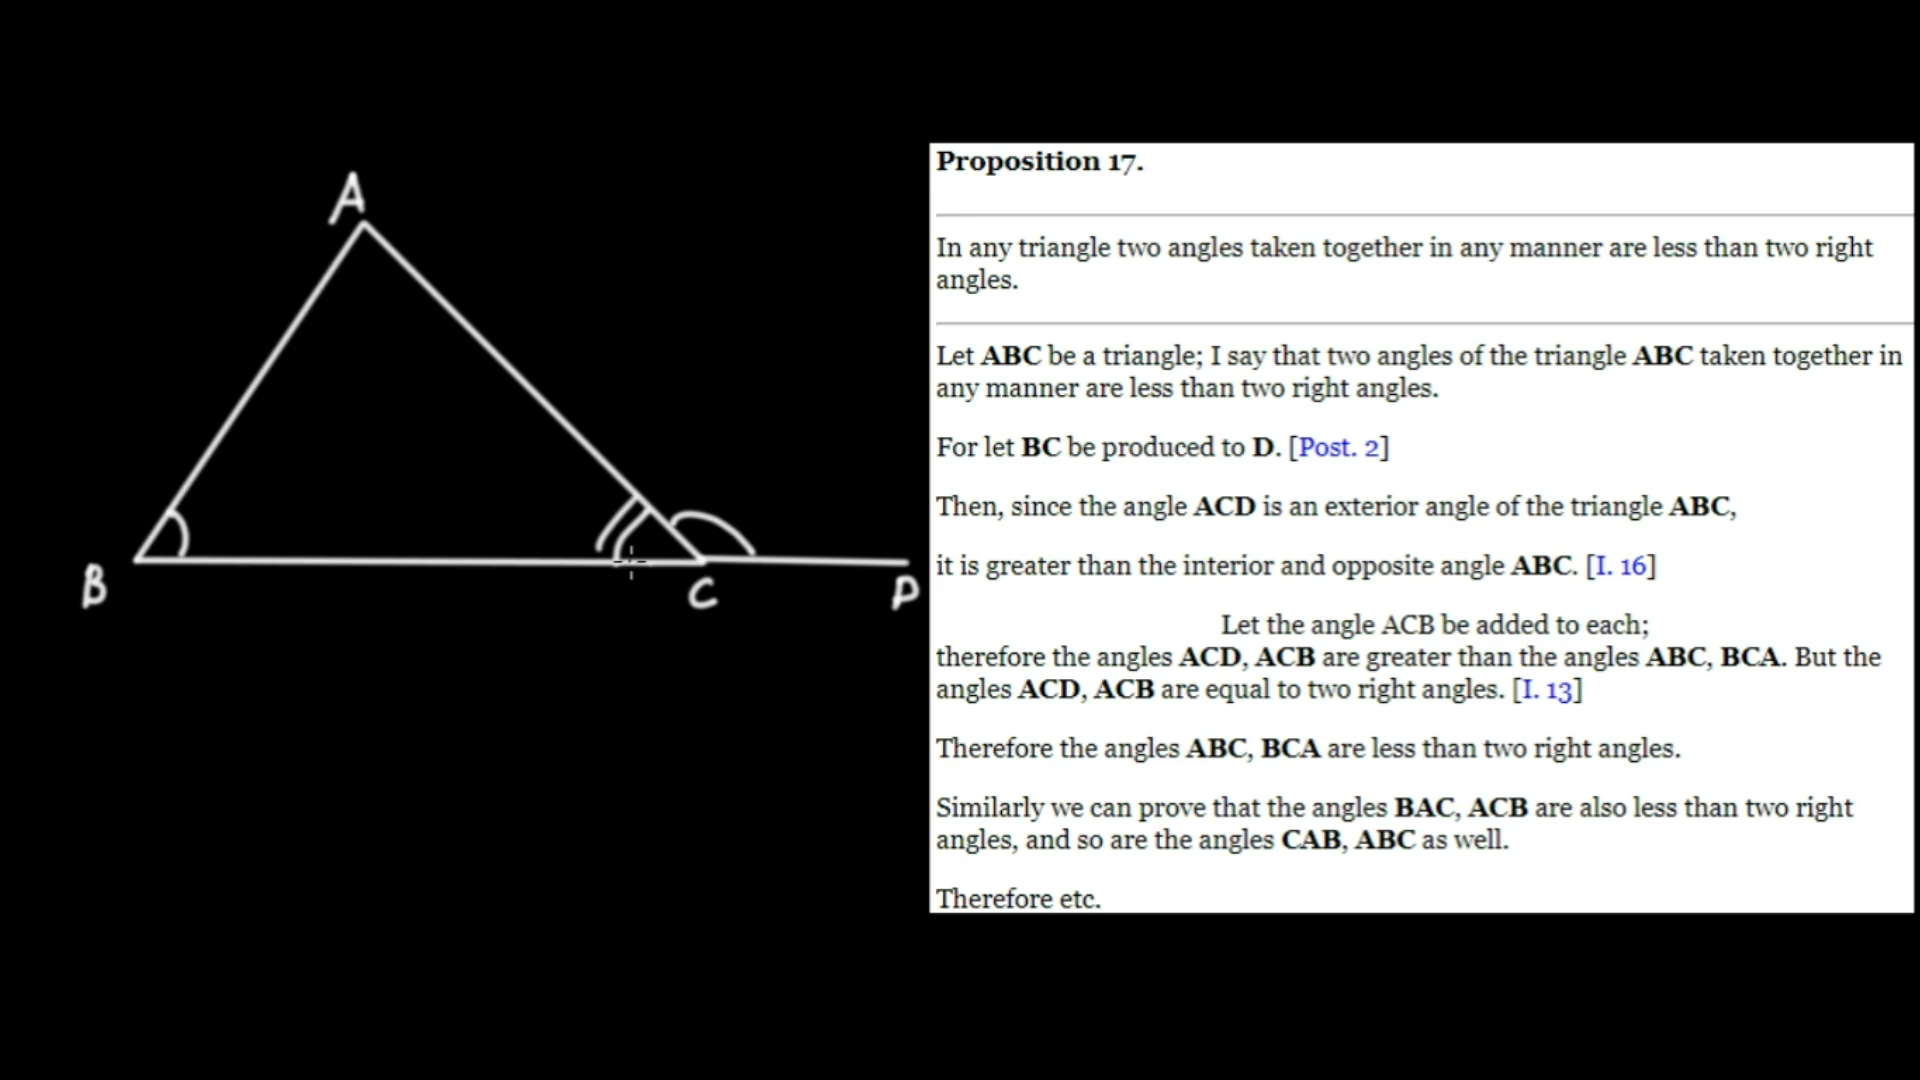 A
B
C
D
Proposition 17.
In any triangle two angles taken together in any manner are less than two right
angles.
Let ABC be a triangle; I say that two angles of the triangle ABC taken together in
any manner are less than two right angles.
For let BC be produced to D. [Post. 2]
Then, since the angle ACD is an exterior angle of the triangle ABC,
it is greater than the interior and opposite angle ABC. [I. 16]
Let the angle ACB be added to each;
therefore the angles ACD, ACB are greater than the angles ABC, BCA. But the
angles ACD, ACB are equal to two right angles. [I. 13]
Therefore the angles ABC, BCA are less than two right angles.
Similarly we can prove that the angles BAC, ACB are also less than two right
angles, and so are the angles CAB, ABC as well.
Therefore etc.